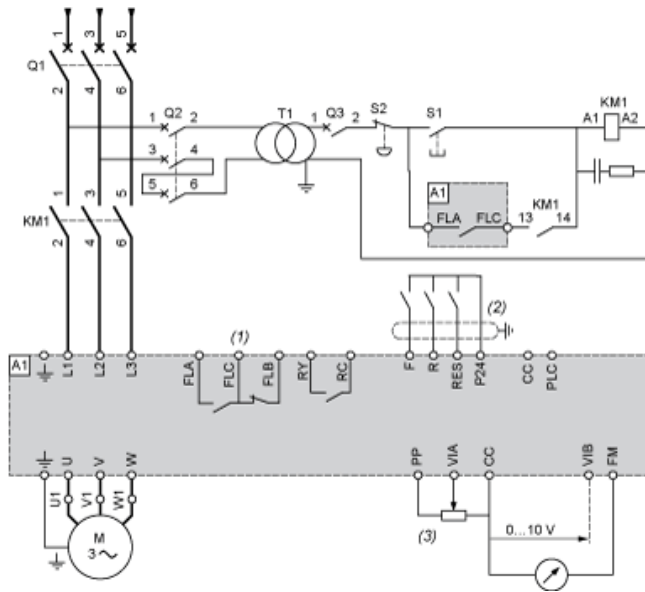 1 3 5
Q1
2 4 6
1 Q2 2
3 4
5 6
T1
1 Q3 2
S2
S1
KM1
A1 A2
A1
FLA FLC
KM1
13 14
1 3 5
KM1
2 4 6
(1)
(2)
A1
L1 L2 L3
FLA FLC FLB RY RC
F R RES P24 CC PLC
U V W
PP VIA CC VIB FM
U1 V1 W1
M
3
(3)
0...10 V